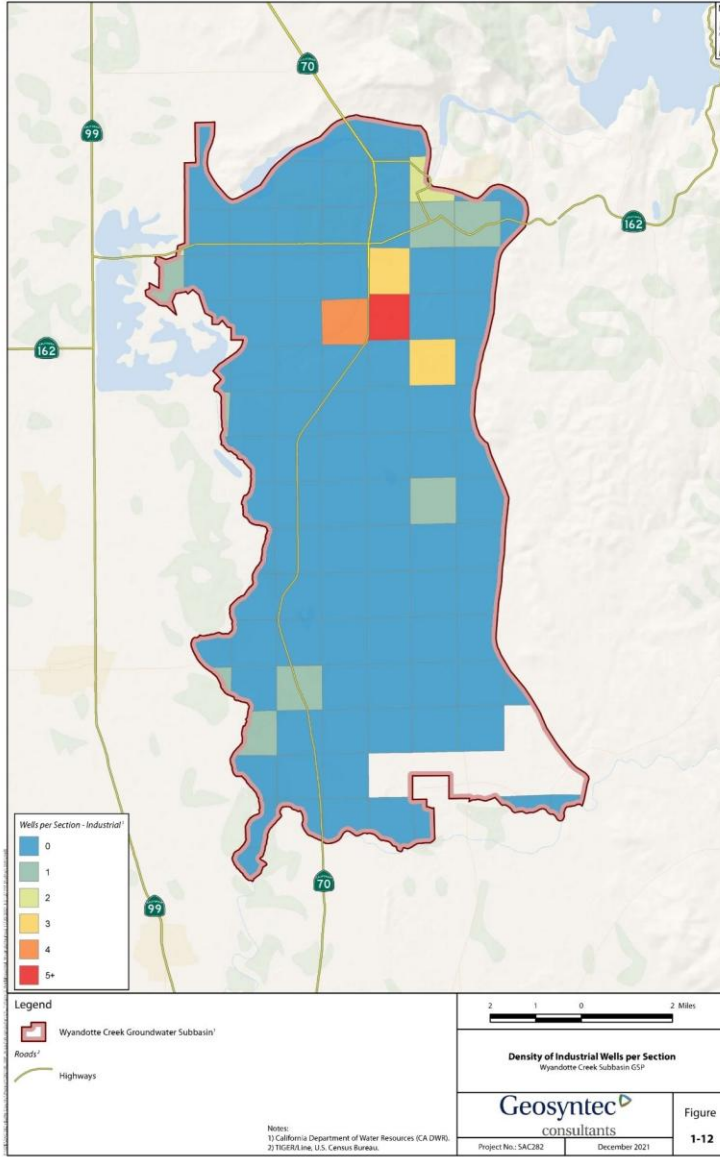 70
99
162
162
Wells per Section - Industrial¹
0
1
2
3
4
5+
70
99
Legend
Wyandotte Creek Groundwater Subbasin¹
Roads²
Highways
Notes:
1) California Department of Water Resources (CA DWR).
2) TIGER/Line, U.S. Census Bureau.
2 1 0 2 Miles
Density of Industrial Wells per Section
Wyandotte Creek Subbasin GSP
Geosyntec
consultants
Project No.: SAC282 December 2021
Figure
1-12